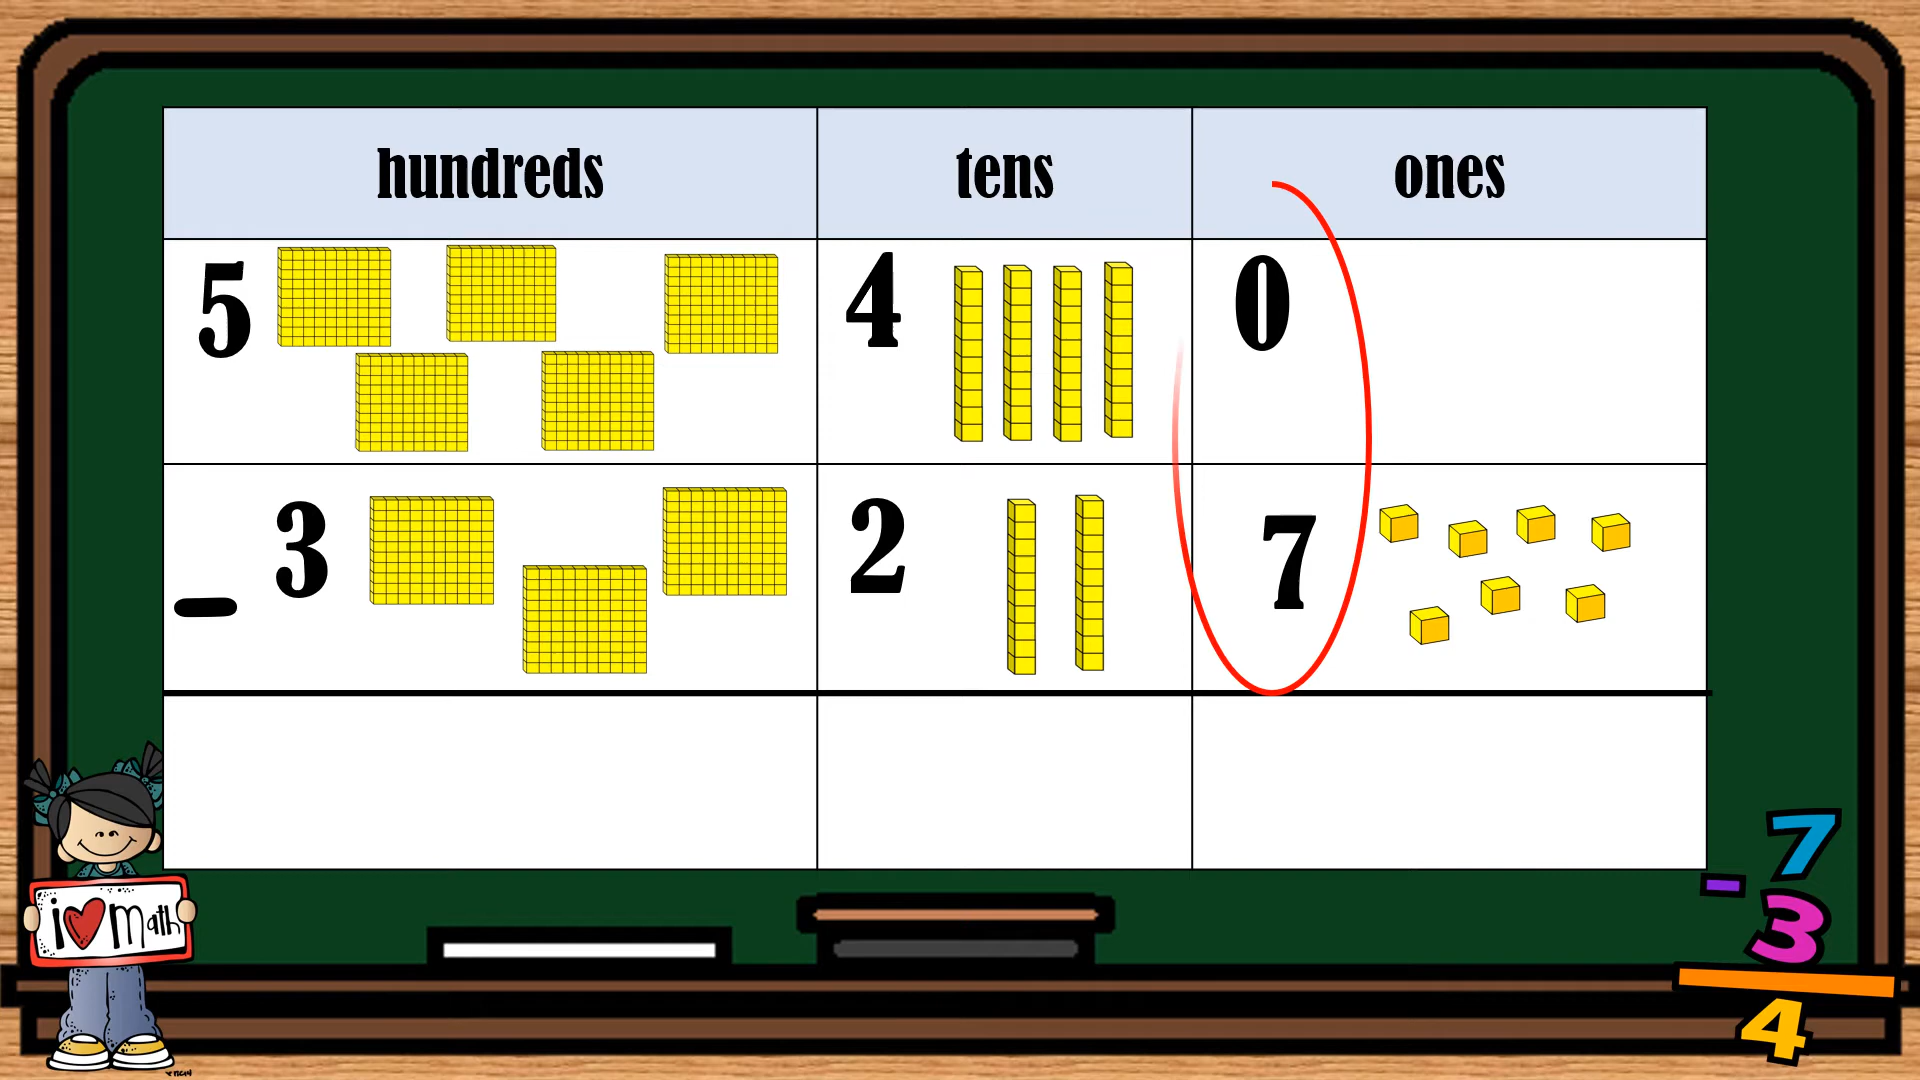 hundreds tens ones
5 4 0
- 3 2 7
i ♥ math
7
- 3
4